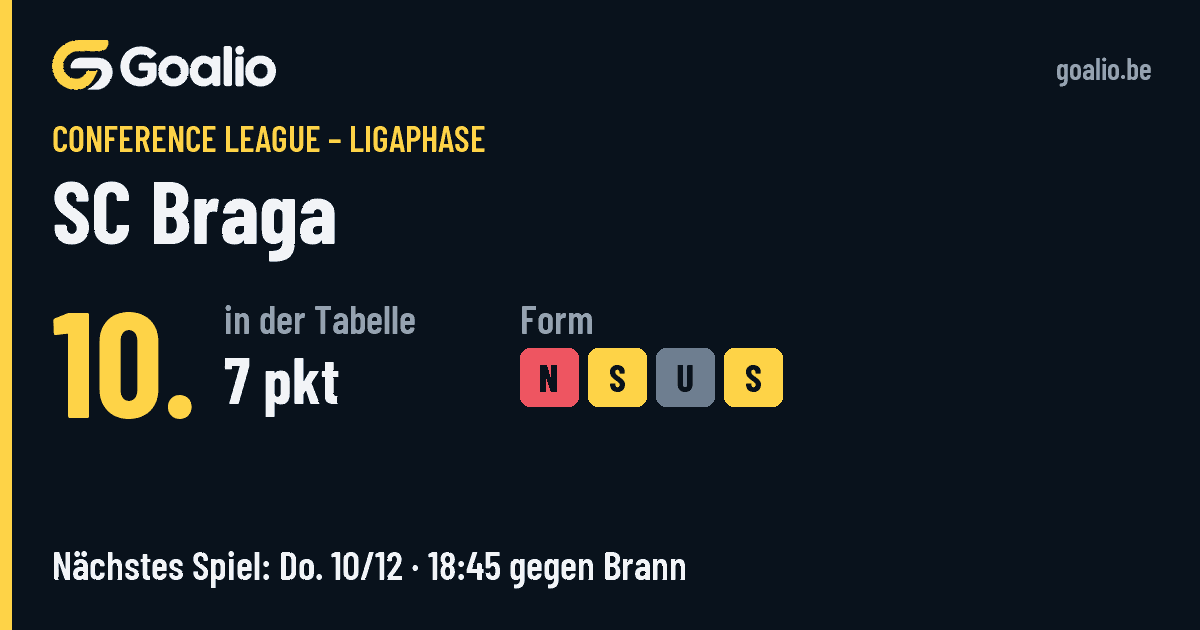 Goalio
goalio.be
CONFERENCE LEAGUE – LIGAPHASE
SC Braga
10.
in der Tabelle
7 pkt
Form
N S U S
Nächstes Spiel: Do. 10/12 · 18:45 gegen Brann